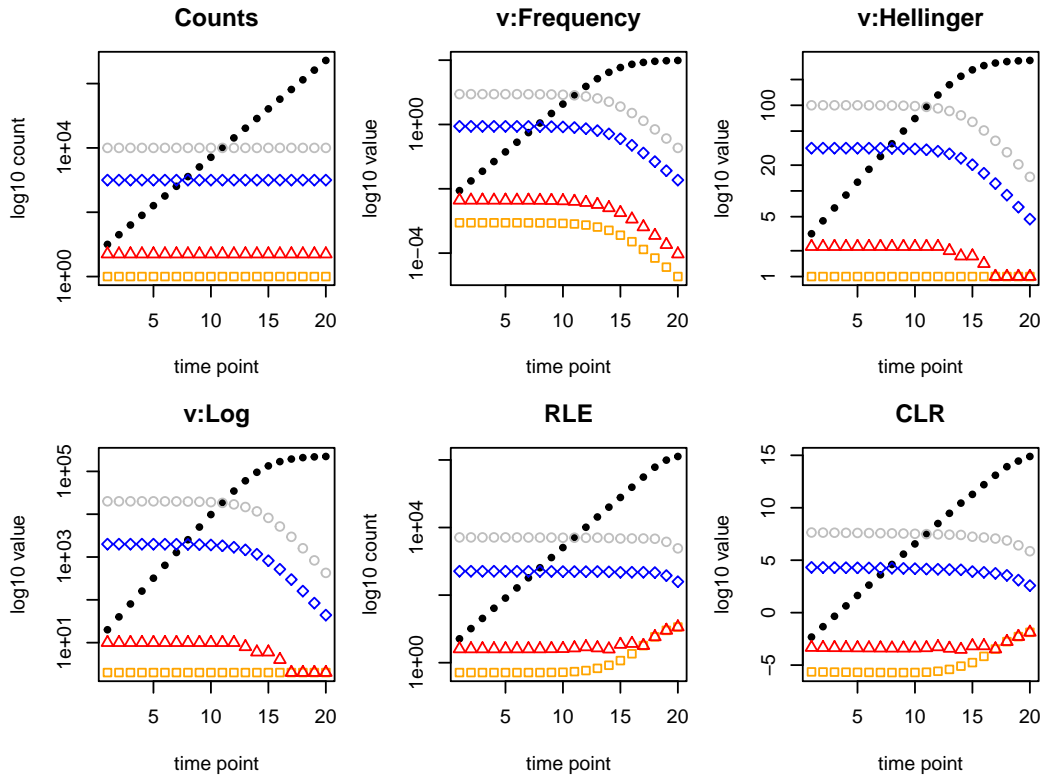 Counts
log10 count
1e+00
1e+04
5
10
15
20
time point
v:Frequency
log10 value
1e-04
1e+00
5
10
15
20
time point
v:Hellinger
log10 value
1
5
20
100
5
10
15
20
time point
v:Log
log10 value
1e+01
1e+03
1e+05
5
10
15
20
time point
RLE
log10 count
1e+00
1e+04
5
10
15
20
time point
CLR
log10 value
-5
0
5
10
15
5
10
15
20
time point